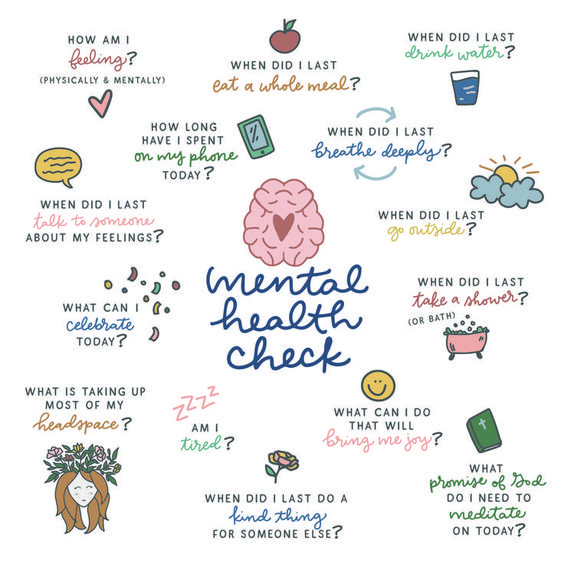 HOW AM I
feeling?
(PHYSICALLY & MENTALLY)
WHEN DID I LAST
eat a whole meal?
WHEN DID I LAST
drink water?
HOW LONG
HAVE I SPENT
on my phone
TODAY?
WHEN DID I LAST
breathe deeply?
WHEN DID I LAST
talk to someone
ABOUT MY FEELINGS?
WHEN DID I LAST
go outside?
mental
health
check
WHAT CAN I
celebrate
TODAY?
WHEN DID I LAST
take a shower?
(OR BATH)
WHAT IS TAKING UP
MOST OF MY
headspace?
ZZZZ
AM I
tired?
WHAT CAN I DO
THAT WILL
bring me joy?
WHEN DID I LAST DO A
kind thing
FOR SOMEONE ELSE?
WHAT
promise of God
DO I NEED TO
meditate
ON TODAY?